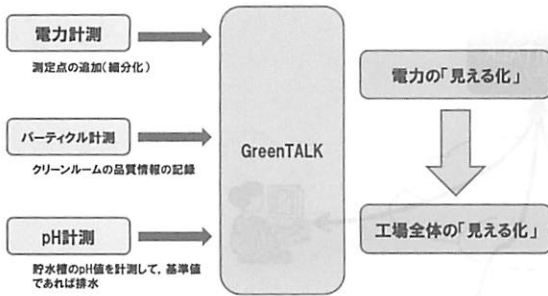 電力計測
測定点の追加(細分化)
パーティクル計測
クリーンルームの品質情報の記録
pH計測
貯水槽のpH値を計測して、基準値
であれば排水
GreenTALK
電力の「見える化」
工場全体の「見える化」